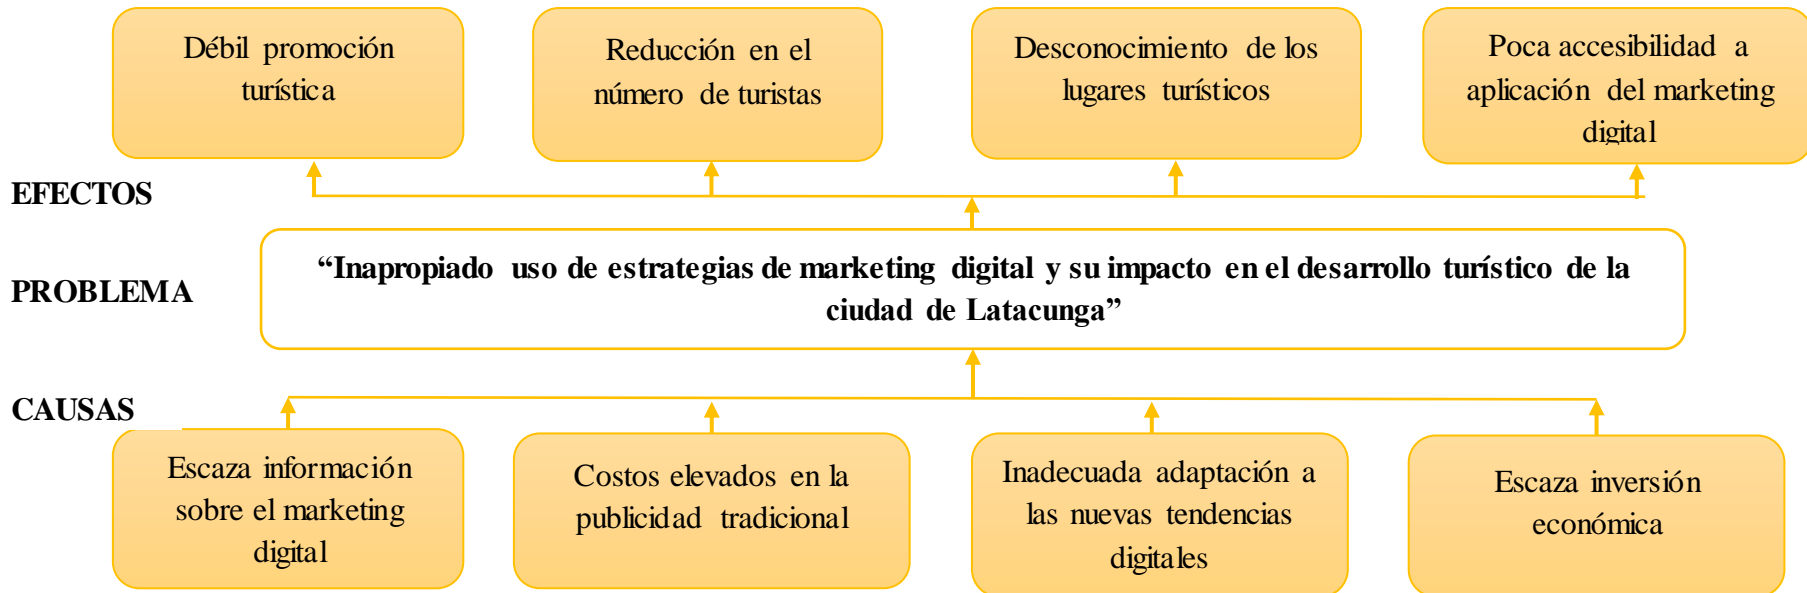 Débil promoción
turística
Reducción en el
número de turistas
Desconocimiento de los
lugares turísticos
Poca accesibilidad a
aplicación del marketing
digital
EFECTOS
PROBLEMA
“Inapropiado uso de estrategias de marketing digital y su impacto en el desarrollo turístico de la
ciudad de Latacunga”
CAUSAS
Escaza información
sobre el marketing
digital
Costos elevados en la
publicidad tradicional
Inadecuada adaptación a
las nuevas tendencias
digitales
Escaza inversión
económica